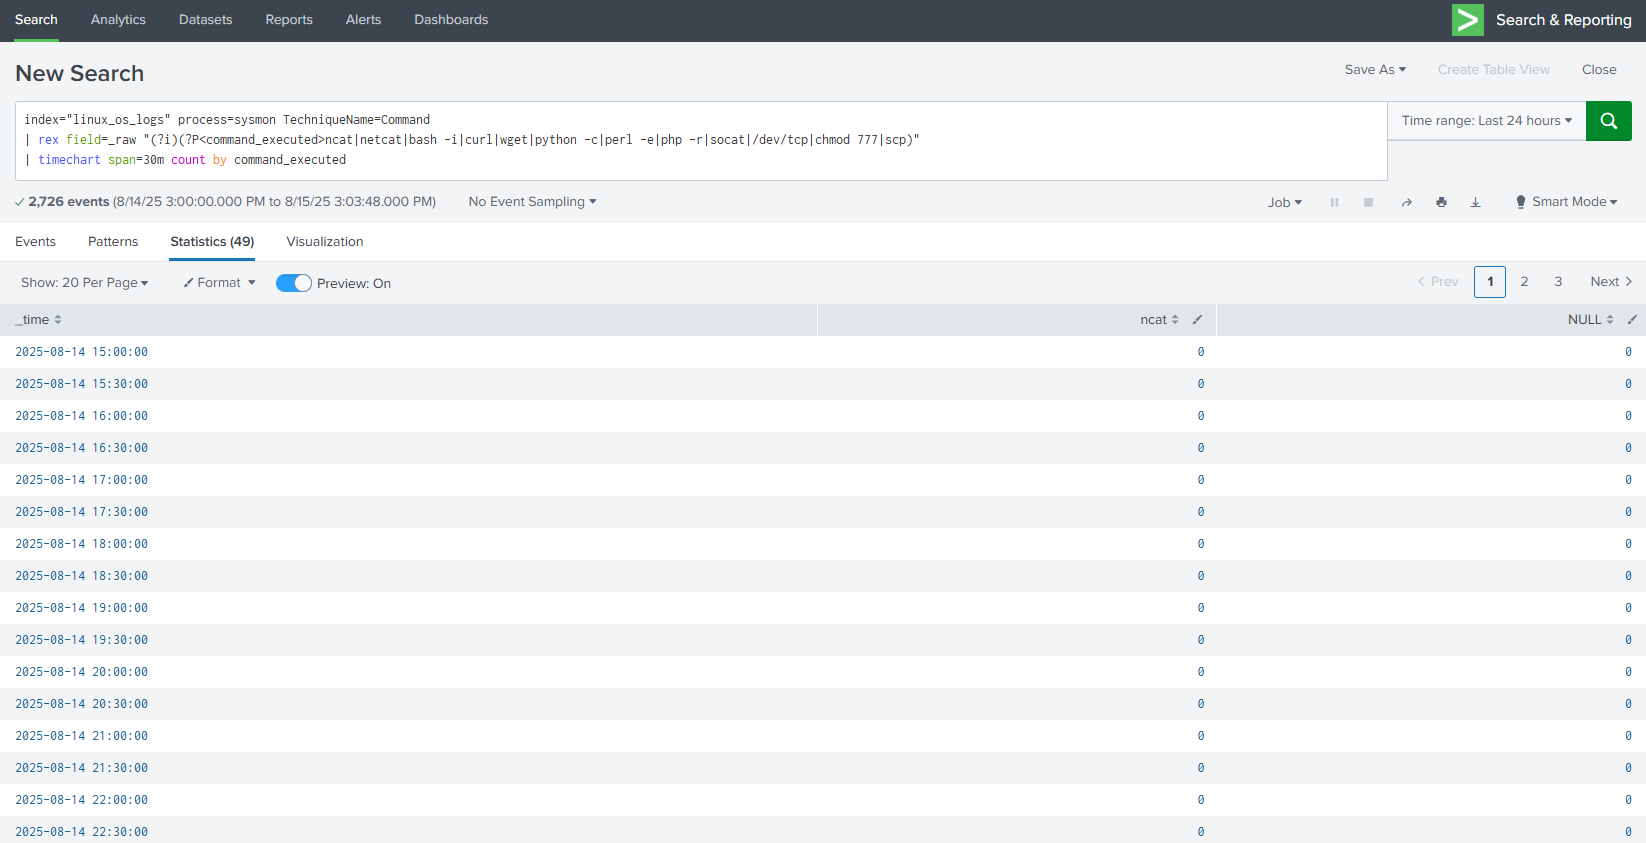 Search Analytics Datasets Reports Alerts Dashboards Search & Reporting
New Search Save As Create Table View Close
index="linux_os_logs" process=sysmon TechniqueName=Command
| rex field=_raw "(?i)(?P<command_executed>ncat|netcat|bash -i|curl|wget|python -c|perl -e|php -r|socat|/dev/tcp|chmod 777|scp)"
| timechart span=30m count by command_executed
Time range: Last 24 hours
2,726 events (8/14/25 3:00:00.000 PM to 8/15/25 3:03:48.000 PM) No Event Sampling Job Smart Mode
Events Patterns Statistics (49) Visualization
Show: 20 Per Page Format Preview: On Prev 1 2 3 Next
_time ncat NULL
2025-08-14 15:00:00 0 0
2025-08-14 15:30:00 0 0
2025-08-14 16:00:00 0 0
2025-08-14 16:30:00 0 0
2025-08-14 17:00:00 0 0
2025-08-14 17:30:00 0 0
2025-08-14 18:00:00 0 0
2025-08-14 18:30:00 0 0
2025-08-14 19:00:00 0 0
2025-08-14 19:30:00 0 0
2025-08-14 20:00:00 0 0
2025-08-14 20:30:00 0 0
2025-08-14 21:00:00 0 0
2025-08-14 21:30:00 0 0
2025-08-14 22:00:00 0 0
2025-08-14 22:30:00 0 0